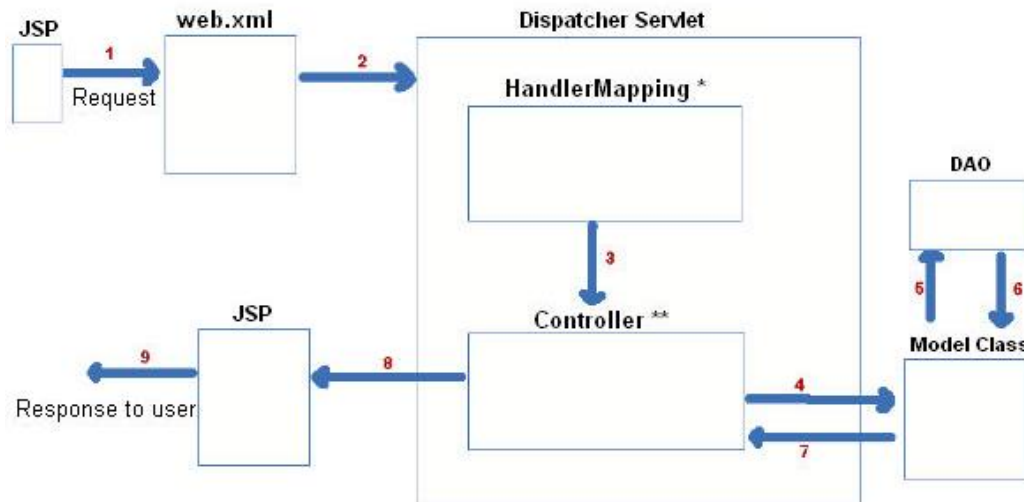 JSP
web.xml
Dispatcher Servlet
1
Request
2
HandlerMapping *
3
DAO
5
6
JSP
Controller **
Model Class
9
Response to user
8
4
7